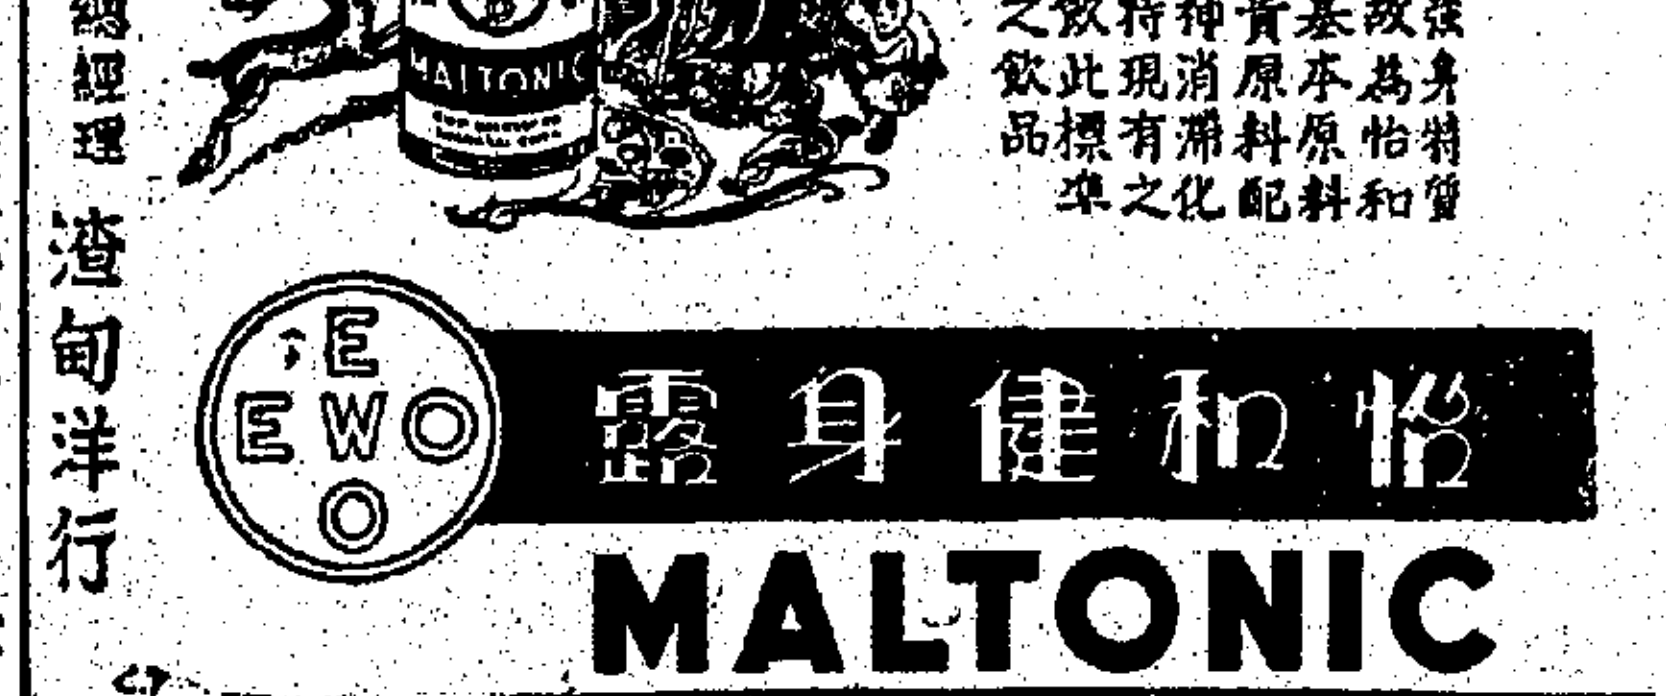 強身特質
故為怡和
基本原料
貴原料配
神消滯化
特現有之
飲此標準
之飲品
MALTONIC
E
EWO
O
怡和健身露
MALTONIC
總經理
渣甸洋行